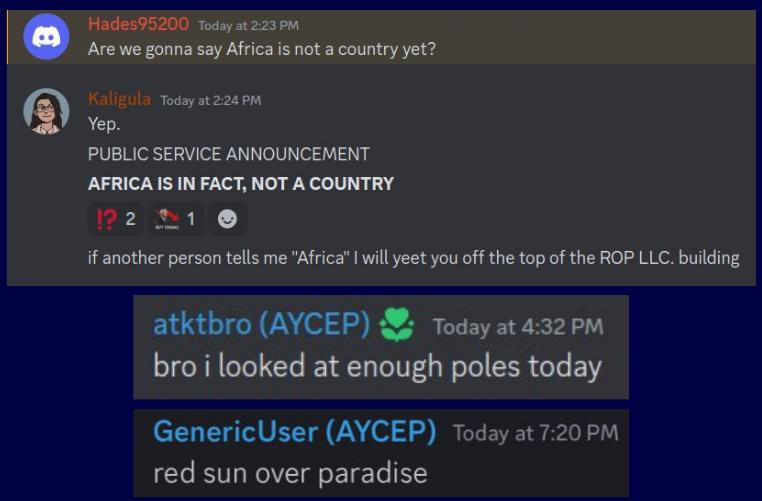 Hades95200 Today at 2:23 PM
Are we gonna say Africa is not a country yet?
Kaligula Today at 2:24 PM
Yep.
PUBLIC SERVICE ANNOUNCEMENT
AFRICA IS IN FACT, NOT A COUNTRY
!? 2 1
if another person tells me "Africa" I will yeet you off the top of the ROP LLC. building
atktbro (AYCEP) Today at 4:32 PM
bro i looked at enough poles today
GenericUser (AYCEP) Today at 7:20 PM
red sun over paradise